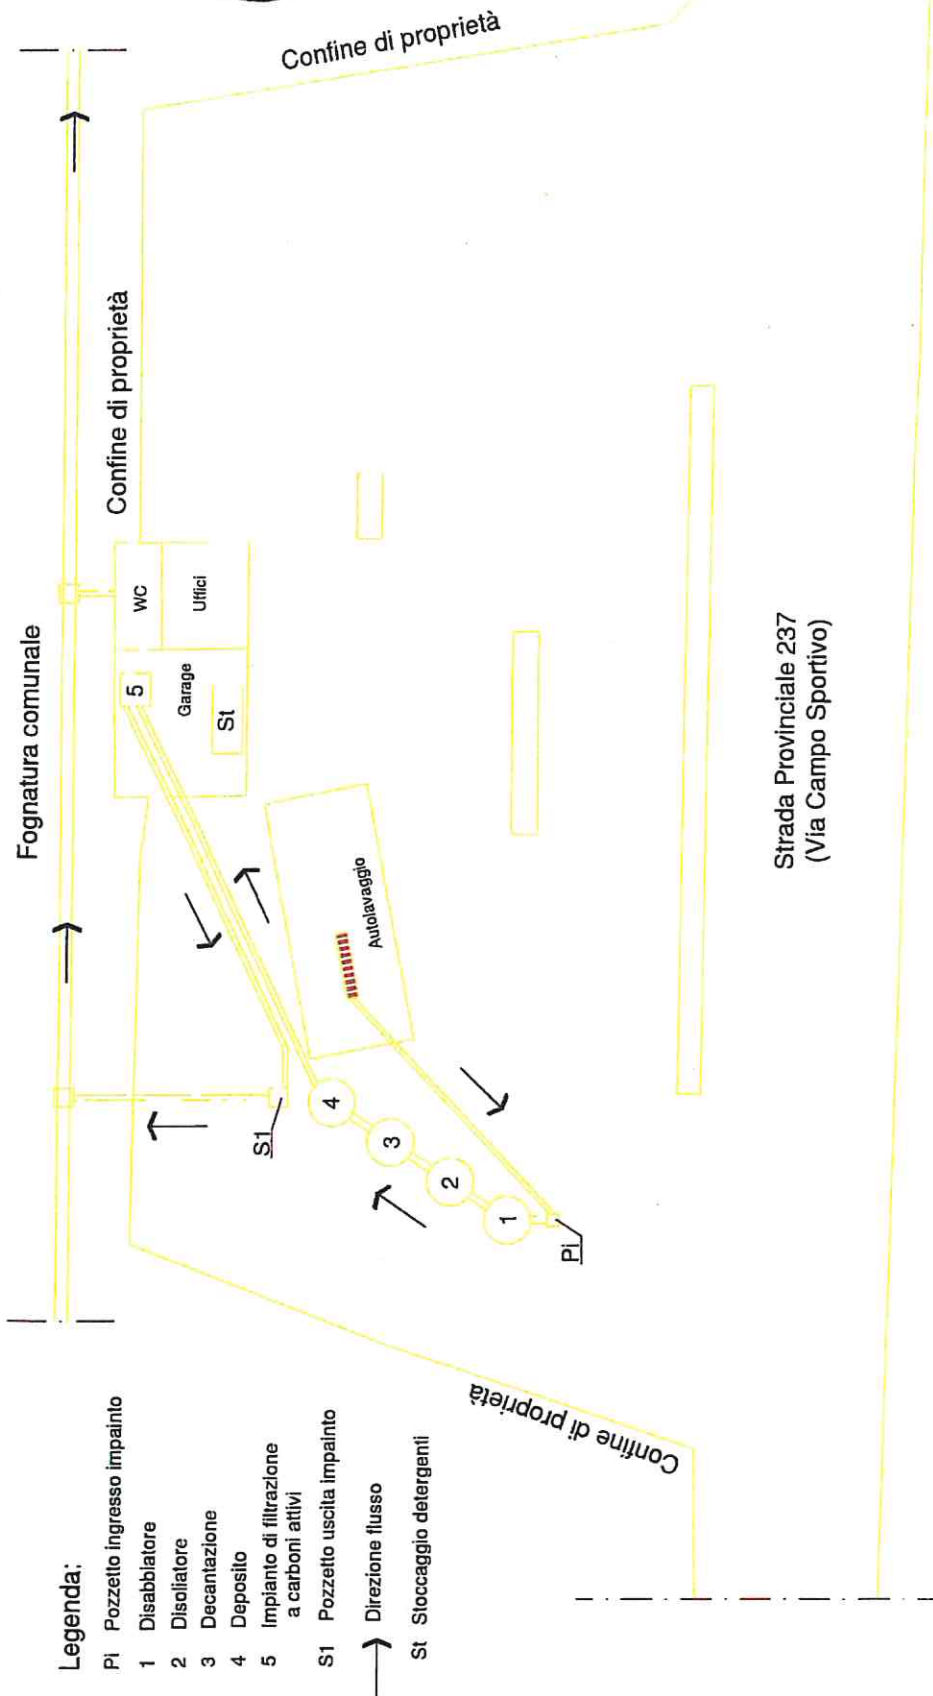 Confine di proprietà
Fognatura comunale
Confine di proprietà
WC
Uffici
5
Garage
St
Autolavaggio
S1
4
3
2
1
Pi
Strada Provinciale 237
(Via Campo Sportivo)
Confine di proprietà
Legenda:
Pi Pozzetto ingresso impainto
1 Disabblatore
2 Disoliatore
3 Decantazione
4 Deposito
5 Impianto di filtrazione
a carboni attivi
S1 Pozzetto uscita impainto
Direzione flusso
St Stoccaggio detergenti